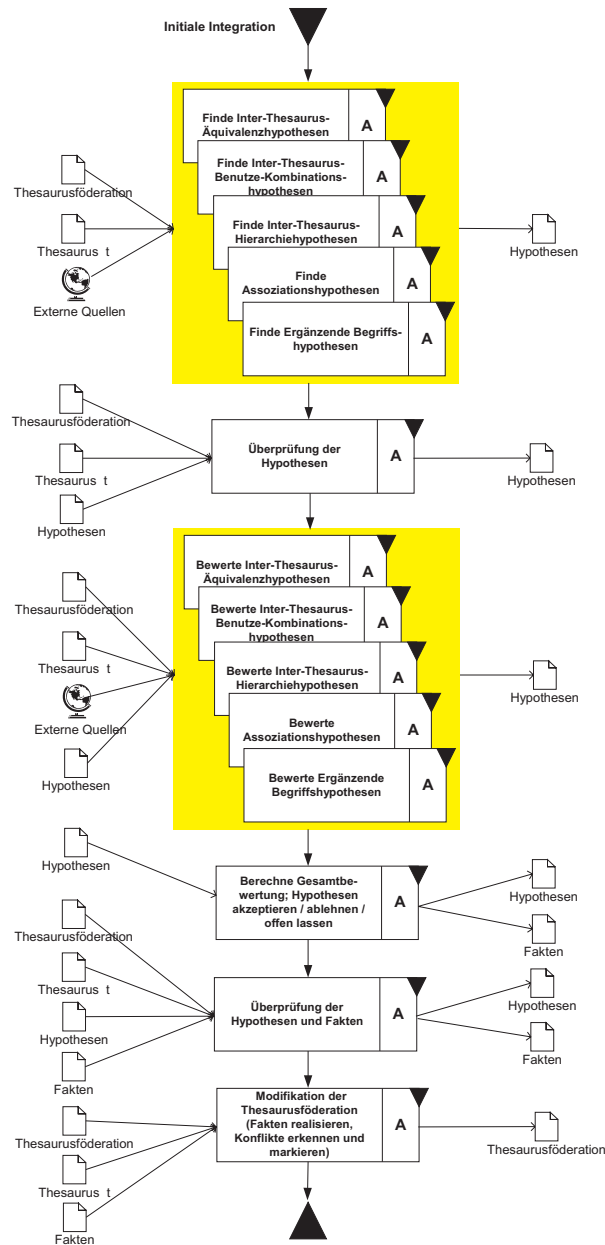 Initiale Integration
Finde Inter-Thesaurus-
Äquivalenzhypothesen
A
Finde Inter-Thesaurus-
Benutze-Kombinations-
hypothesen
A
Finde Inter-Thesaurus-
Hierarchiehypothesen
A
Finde
Assoziationshypothesen
A
Finde Ergänzende Begriffs-
hypothesen
A
Thesaurusföderation
Thesaurus t
Externe Quellen
Hypothesen
Thesaurusföderation
Thesaurus t
Hypothesen
Überprüfung der
Hypothesen
A
Hypothesen
Bewerte Inter-Thesaurus-
Äquivalenzhypothesen
A
Bewerte Inter-Thesaurus-
Benutze-Kombinations-
hypothesen
A
Bewerte Inter-Thesaurus-
Hierarchiehypothesen
A
Bewerte
Assoziationshypothesen
A
Bewerte Ergänzende
Begriffshypothesen
A
Thesaurusföderation
Thesaurus t
Externe Quellen
Hypothesen
Hypothesen
Hypothesen
Berechne Gesamtbe-
wertung; Hypothesen
akzeptieren / ablehnen /
offen lassen
A
Hypothesen
Fakten
Thesaurusföderation
Thesaurus t
Hypothesen
Fakten
Überprüfung der
Hypothesen und Fakten
A
Hypothesen
Fakten
Thesaurusföderation
Thesaurus t
Fakten
Modifikation der
Thesaurusföderation
(Fakten realisieren,
Konflikte erkennen und
markieren)
A
Thesaurusföderation